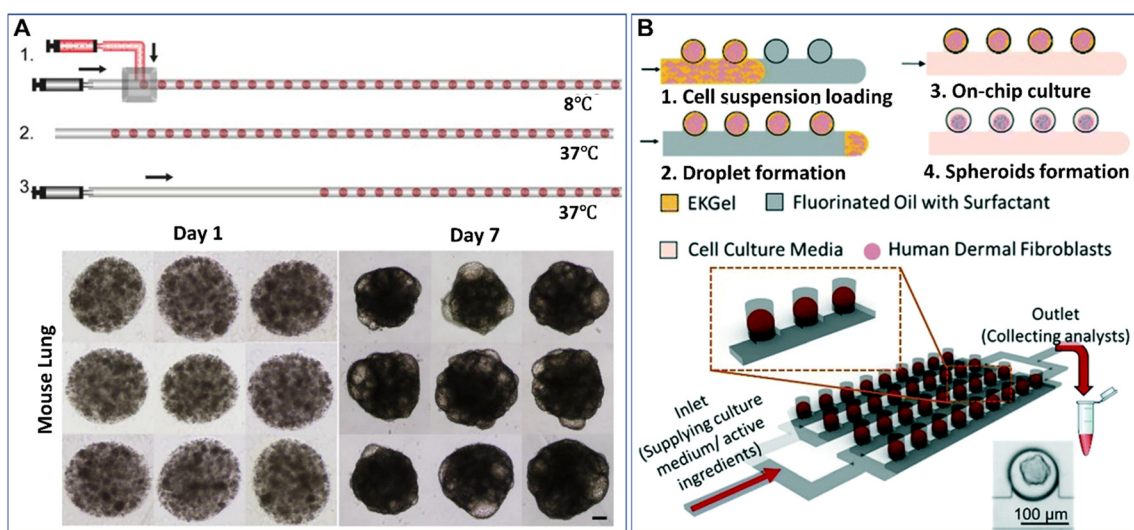 A
1.
8℃
2.
37℃
3.
37℃
Day 1
Day 7
Mouse Lung
B
1. Cell suspension loading
3. On-chip culture
2. Droplet formation
4. Spheroids formation
EKGel
Fluorinated Oil with Surfactant
Cell Culture Media
Human Dermal Fibroblasts
Outlet
(Collecting analysts)
Inlet
(Supplying culture
medium/ active
ingredients)
100 µm